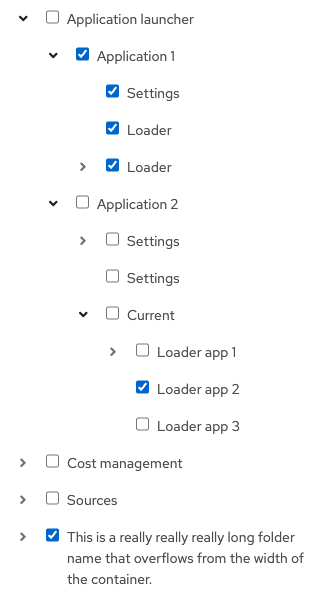 Application launcher
Application 1
Settings
Loader
Loader
Application 2
Settings
Settings
Current
Loader app 1
Loader app 2
Loader app 3
Cost management
Sources
This is a really really really long folder
name that overflows from the width of
the container.